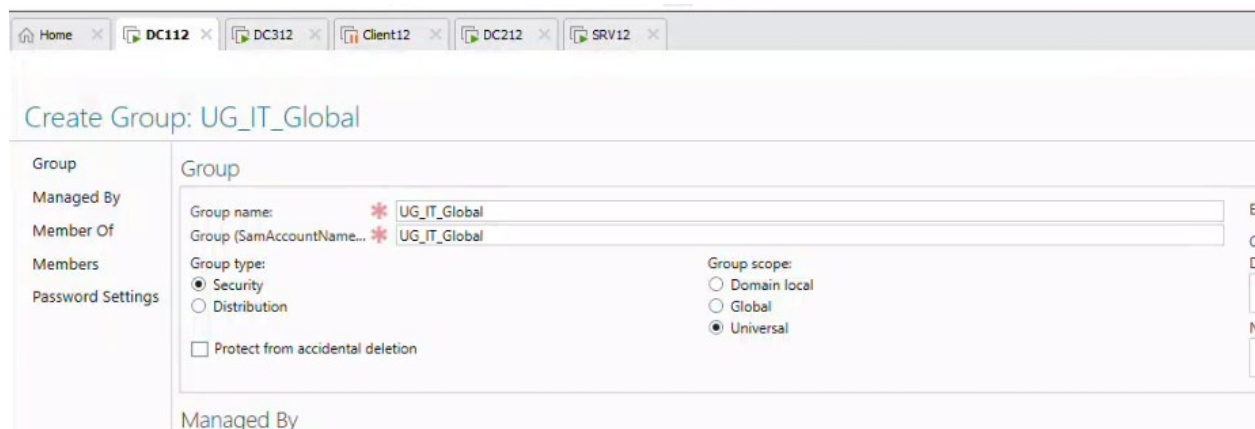 Home
DC112
DC312
Client12
DC212
SRV12
Create Group: UG_IT_Global
Group
Managed By
Member Of
Members
Password Settings
Group
Group name: UG_IT_Global
Group (SamAccountName... UG_IT_Global
Group type:
Security
Distribution
Protect from accidental deletion
Group scope:
Domain local
Global
Universal
Managed By